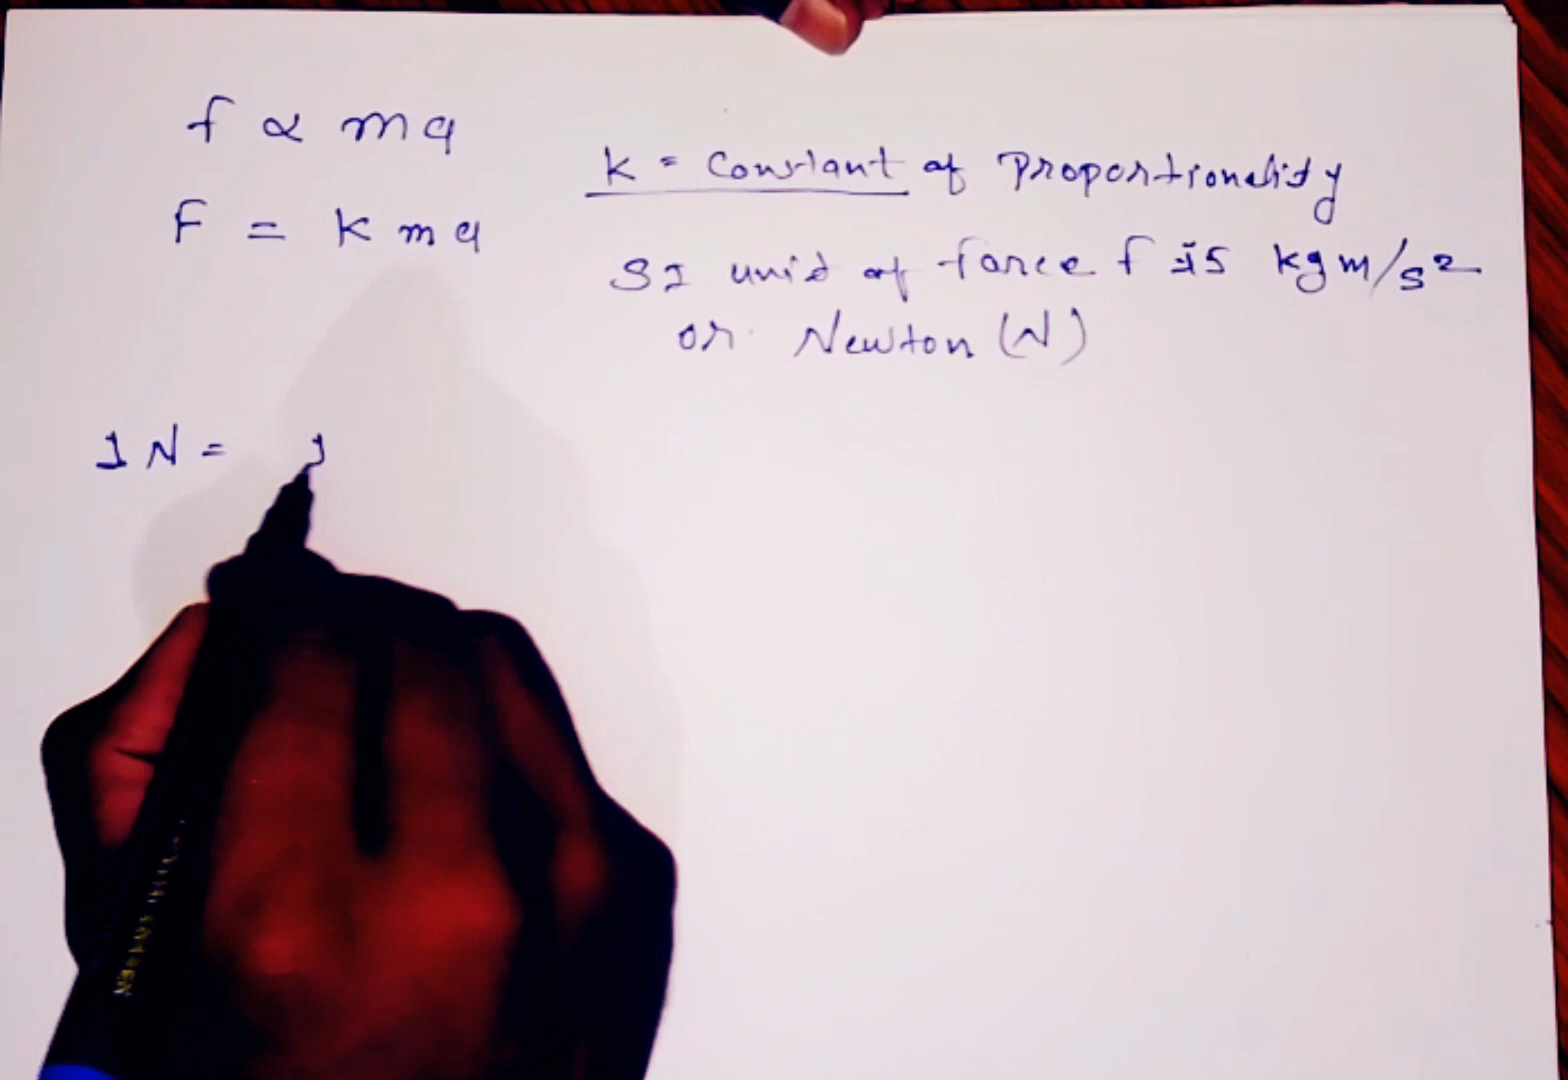 f ∝ ma
F = k ma
k = Constant of Proportionality
SI unit of force f is kgm/s²
or Newton (N)
1 N = 1